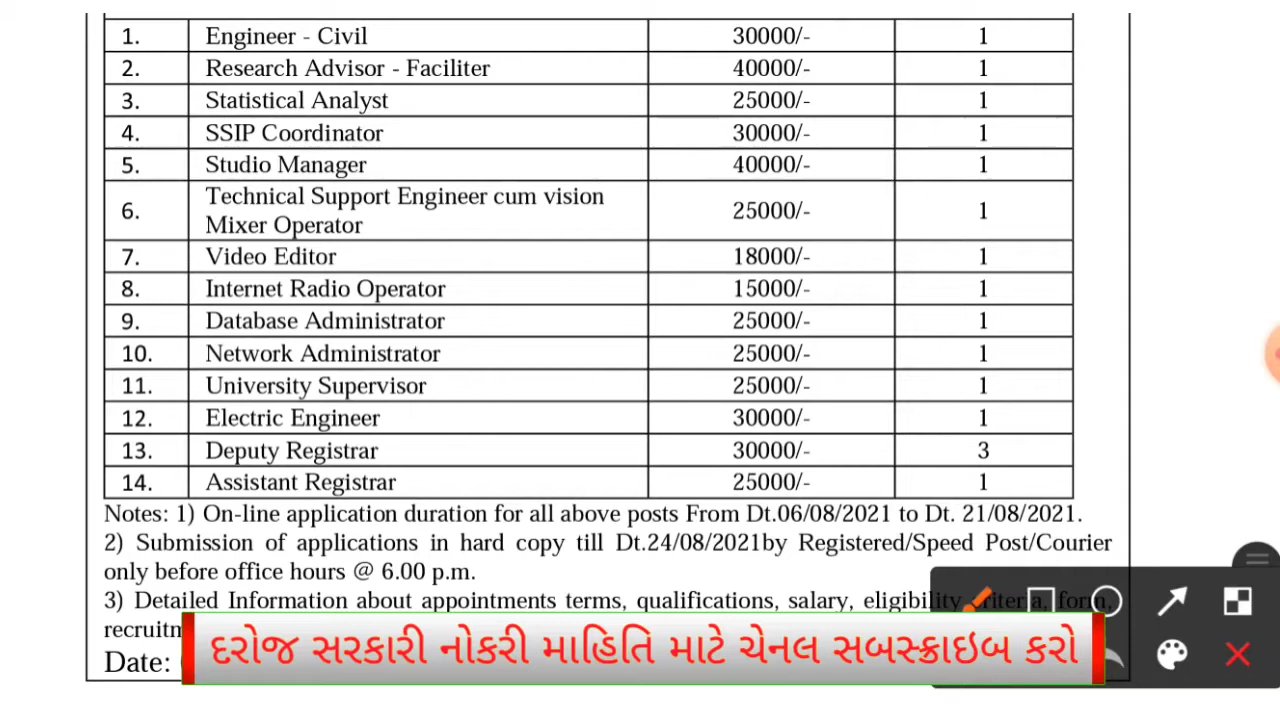 1. Engineer - Civil 30000/- 1
2. Research Advisor - Faciliter 40000/- 1
3. Statistical Analyst 25000/- 1
4. SSIP Coordinator 30000/- 1
5. Studio Manager 40000/- 1
6. Technical Support Engineer cum vision
Mixer Operator 25000/- 1
7. Video Editor 18000/- 1
8. Internet Radio Operator 15000/- 1
9. Database Administrator 25000/- 1
10. Network Administrator 25000/- 1
11. University Supervisor 25000/- 1
12. Electric Engineer 30000/- 1
13. Deputy Registrar 30000/- 3
14. Assistant Registrar 25000/- 1
Notes: 1) On-line application duration for all above posts From Dt.06/08/2021 to Dt. 21/08/2021.
2) Submission of applications in hard copy till Dt.24/08/2021by Registered/Speed Post/Courier
only before office hours @ 6.00 p.m.
3) Detailed Information about appointments terms, qualifications, salary, eligibility criteria, form,
Date:
દરોજ સરકારી નોકરી માહિતિ માટે ચેનલ સબસ્ક્રાઇબ કરો